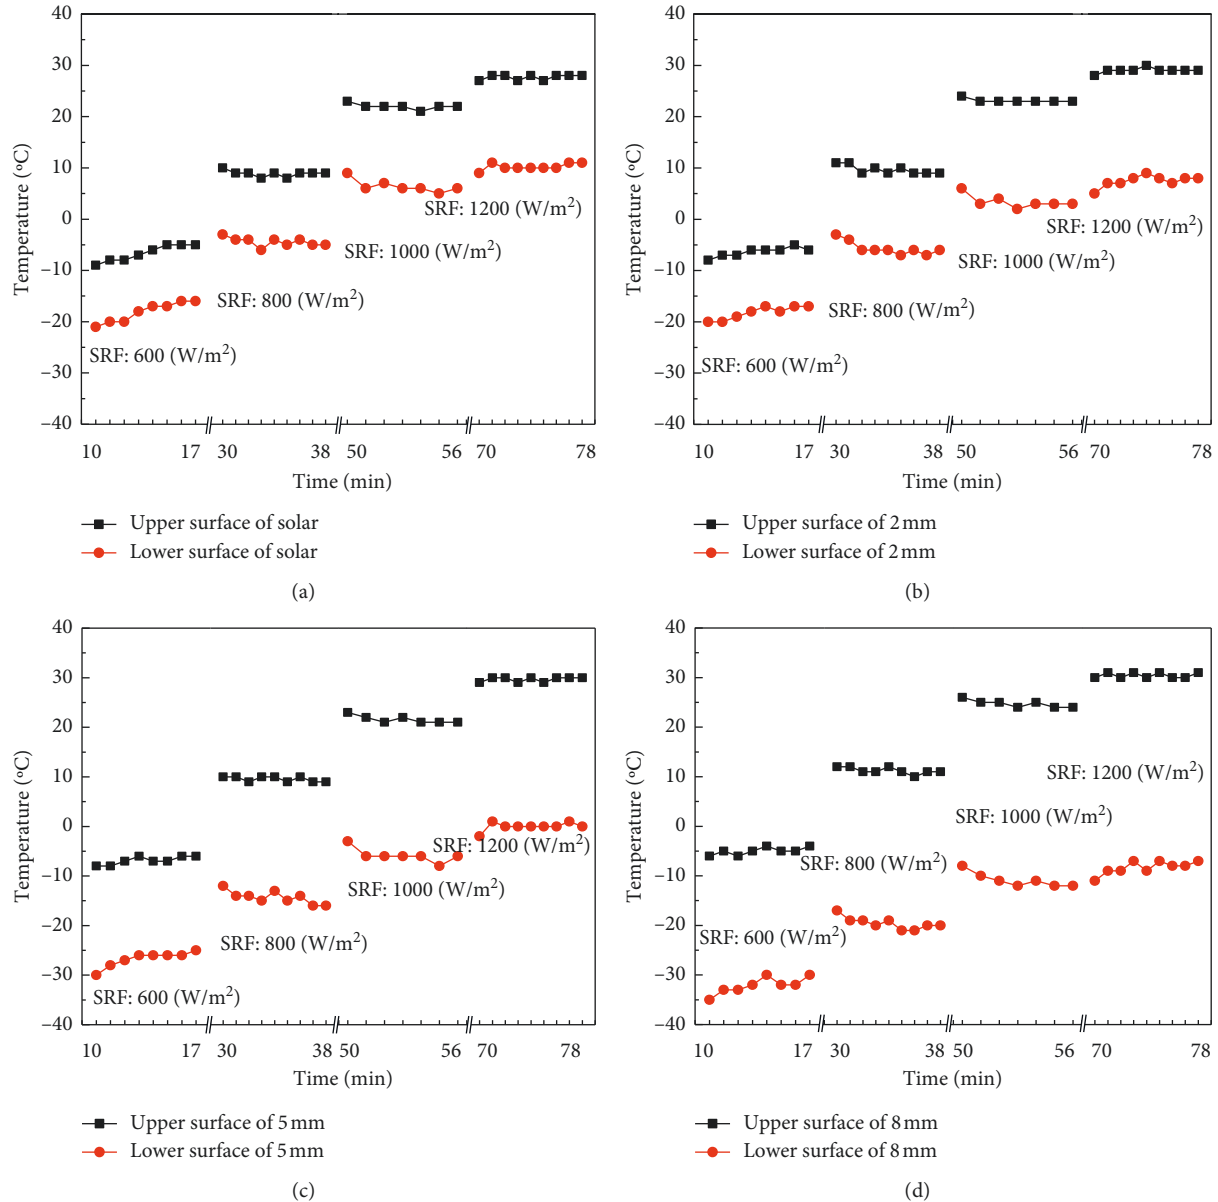 40
30
20
10
0
−10
−20
−30
−40
Temperature (ºC)
SRF: 1200 (W/m²)
SRF: 1000 (W/m²)
SRF: 800 (W/m²)
SRF: 600 (W/m²)
10 17 30 38 50 56 70 78
Time (min)
Upper surface of solar
Lower surface of solar
(a)
40
30
20
10
0
−10
−20
−30
−40
Temperature (ºC)
SRF: 1200 (W/m²)
SRF: 1000 (W/m²)
SRF: 800 (W/m²)
SRF: 600 (W/m²)
10 17 30 38 50 56 70 78
Time (min)
Upper surface of 2 mm
Lower surface of 2 mm
(b)
40
30
20
10
0
−10
−20
−30
−40
Temperature (ºC)
SRF: 1200 (W/m²)
SRF: 1000 (W/m²)
SRF: 800 (W/m²)
SRF: 600 (W/m²)
10 17 30 38 50 56 70 78
Time (min)
Upper surface of 5 mm
Lower surface of 5 mm
(c)
40
30
20
10
0
−10
−20
−30
−40
Temperature (ºC)
SRF: 1200 (W/m²)
SRF: 1000 (W/m²)
SRF: 800 (W/m²)
SRF: 600 (W/m²)
10 17 30 38 50 56 70 78
Time (min)
Upper surface of 8 mm
Lower surface of 8 mm
(d)